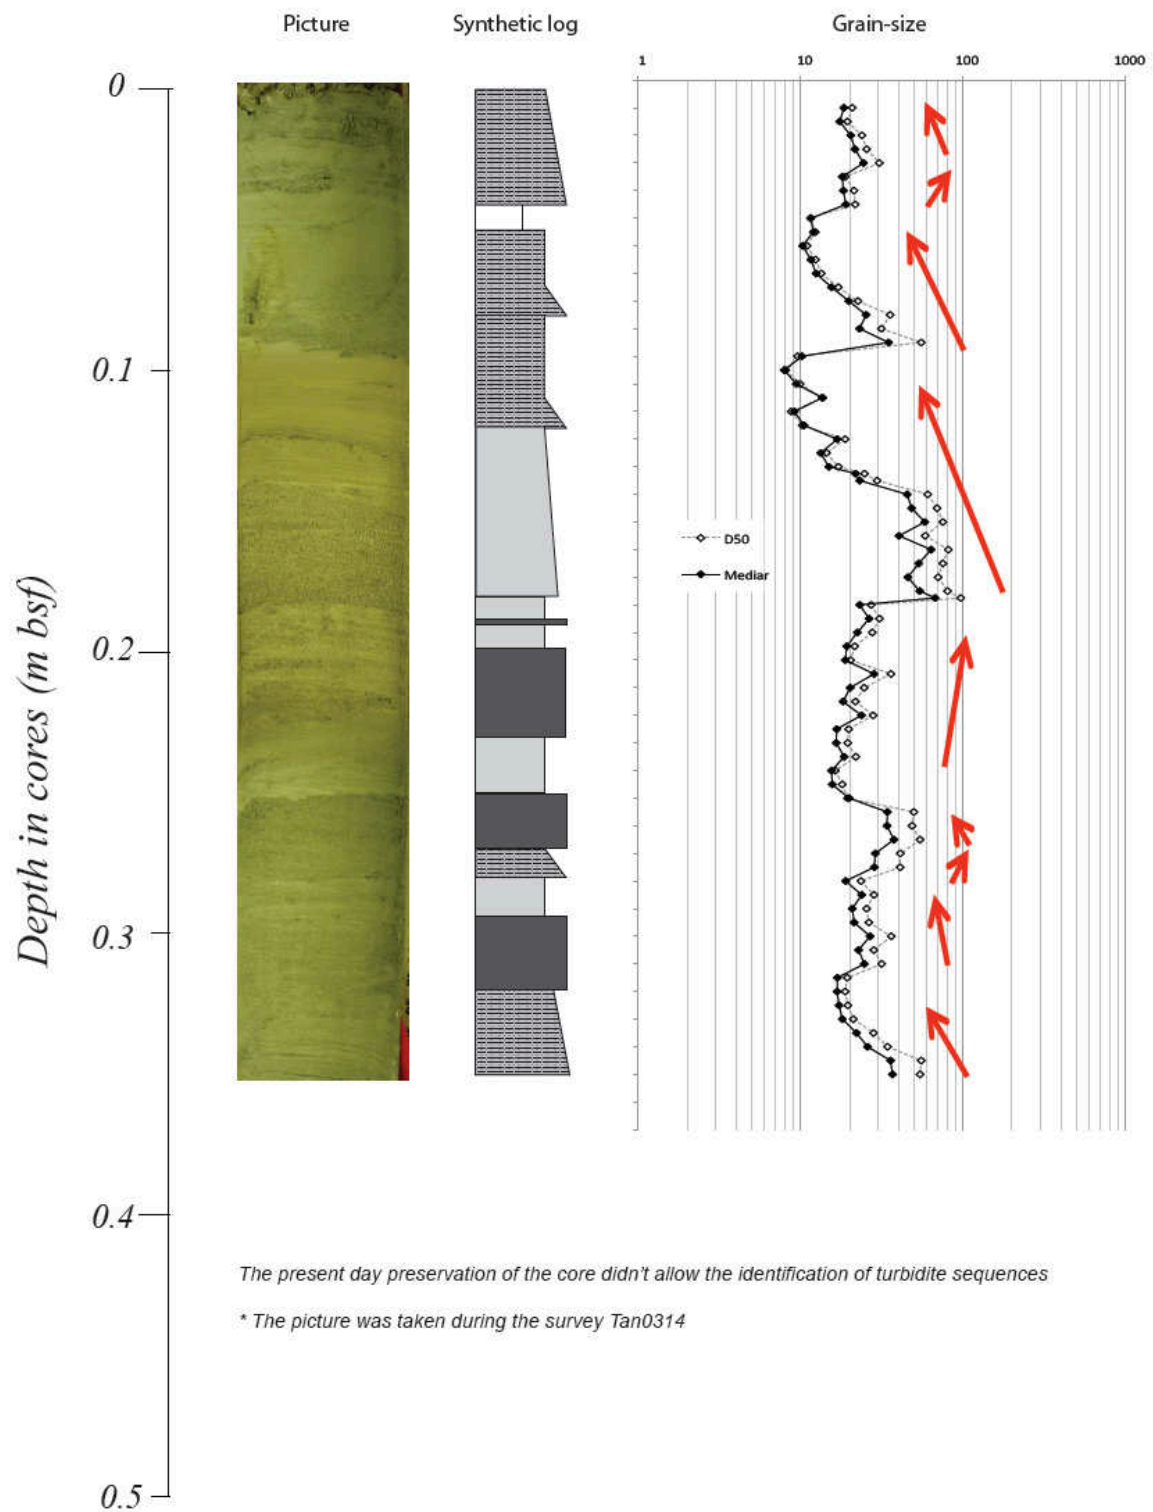 Picture
Synthetic log
Grain-size
1 10 100 1000
0
0.1
0.2
0.3
0.4
0.5
Depth in cores (m bsf)
D50
Mediar
The present day preservation of the core didn't allow the identification of turbidite sequences
* The picture was taken during the survey Tan0314